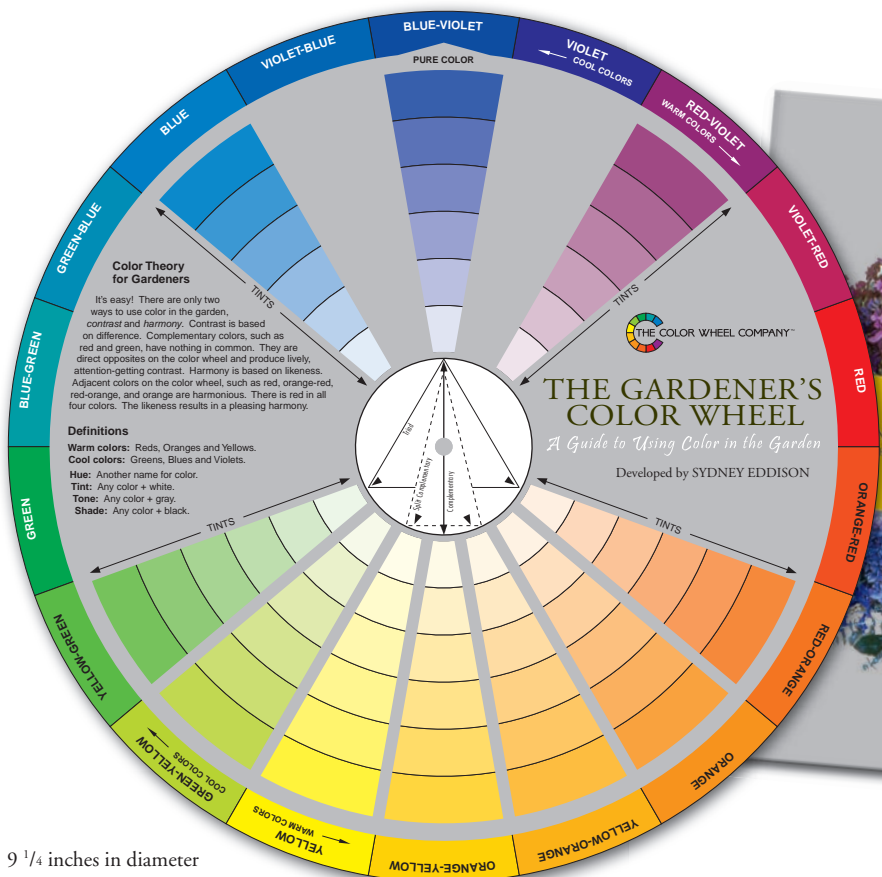 BLUE-VIOLET
PURE COLOR
VIOLET
COOL COLORS
RED-VIOLET
WARM COLORS
VIOLET-RED
RED
ORANGE-RED
RED-ORANGE
ORANGE
YELLOW-ORANGE
ORANGE-YELLOW
YELLOW
WARM COLORS
GREEN-YELLOW
COOL COLORS
YELLOW-GREEN
GREEN
BLUE-GREEN
GREEN-BLUE
BLUE
VIOLET-BLUE
TINTS
TINTS
Color Theory
for Gardeners
It's easy! There are only two
ways to use color in the garden,
contrast and harmony. Contrast is based
on difference. Complementary colors, such as
red and green, have nothing in common. They are
direct opposites on the color wheel and produce lively,
attention-getting contrast. Harmony is based on likeness.
Adjacent colors on the color wheel, such as red, orange-red,
red-orange, and orange are harmonious. There is red in all
four colors. The likeness results in a pleasing harmony.
Definitions
Warm colors: Reds, Oranges and Yellows.
Cool colors: Greens, Blues and Violets.
Hue: Another name for color.
Tint: Any color + white.
Tone: Any color + gray.
Shade: Any color + black.
Triad
Split Complementary
Complementary
THE COLOR WHEEL COMPANY™
THE GARDENER'S
COLOR WHEEL
A Guide to Using Color in the Garden
Developed by SYDNEY EDDISON
TINTS
TINTS
9 1/4 inches in diameter